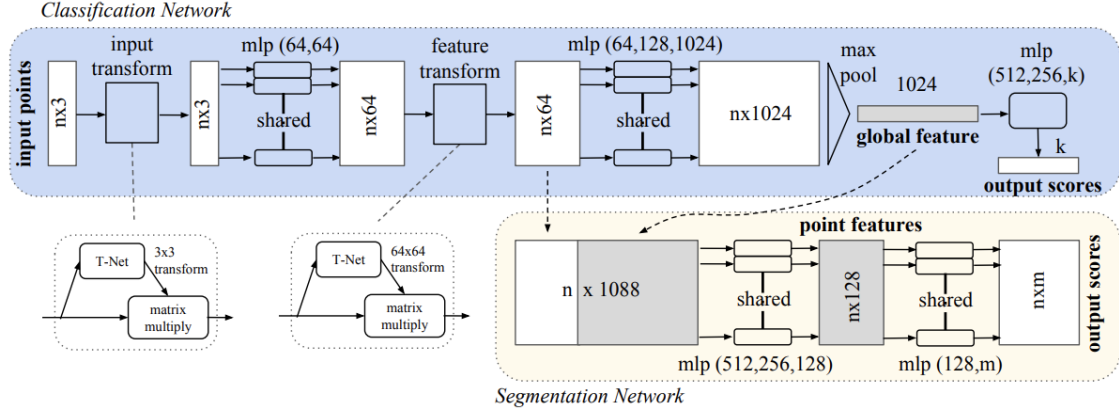 Classification Network
input points
nx3
input
transform
nx3
mlp (64,64)
shared
nx64
feature
transform
nx64
mlp (64,128,1024)
shared
nx1024
max
pool
1024
global feature
mlp
(512,256,k)
k
output scores
T-Net
3x3
transform
matrix
multiply
T-Net
64x64
transform
matrix
multiply
point features
n x 1088
shared
mlp (512,256,128)
nx128
shared
mlp (128,m)
nxm
output scores
Segmentation Network